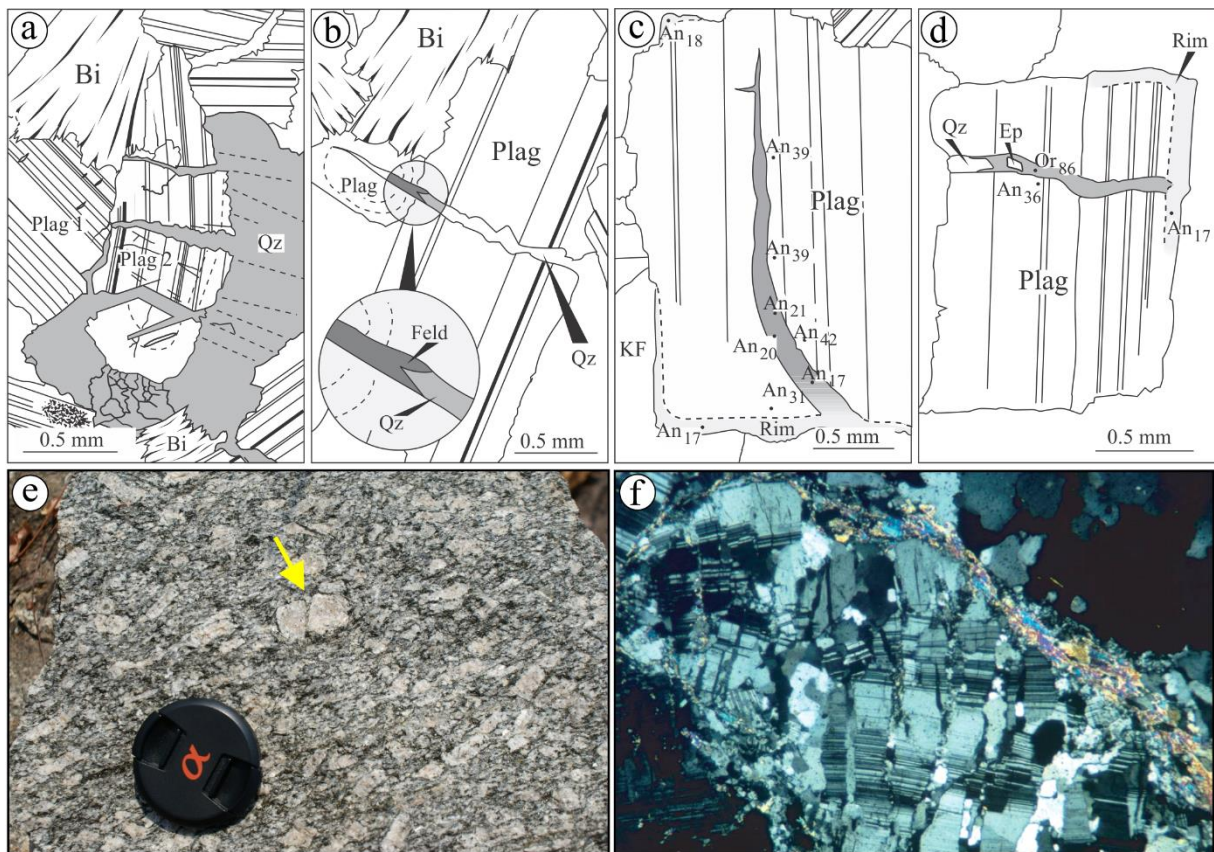 a
Bi
Plag 1
Plag 2
Qz
Bi
0.5 mm
b
Bi
Plag
Plag
Feld
Qz
Qz
0.5 mm
c
An18
An39
Plag
An39
An21
An42
An20
An17
An31
KF
Rim
An17
0.5 mm
d
Rim
Qz
Ep
Or86
An36
An17
Plag
0.5 mm
e
α
f